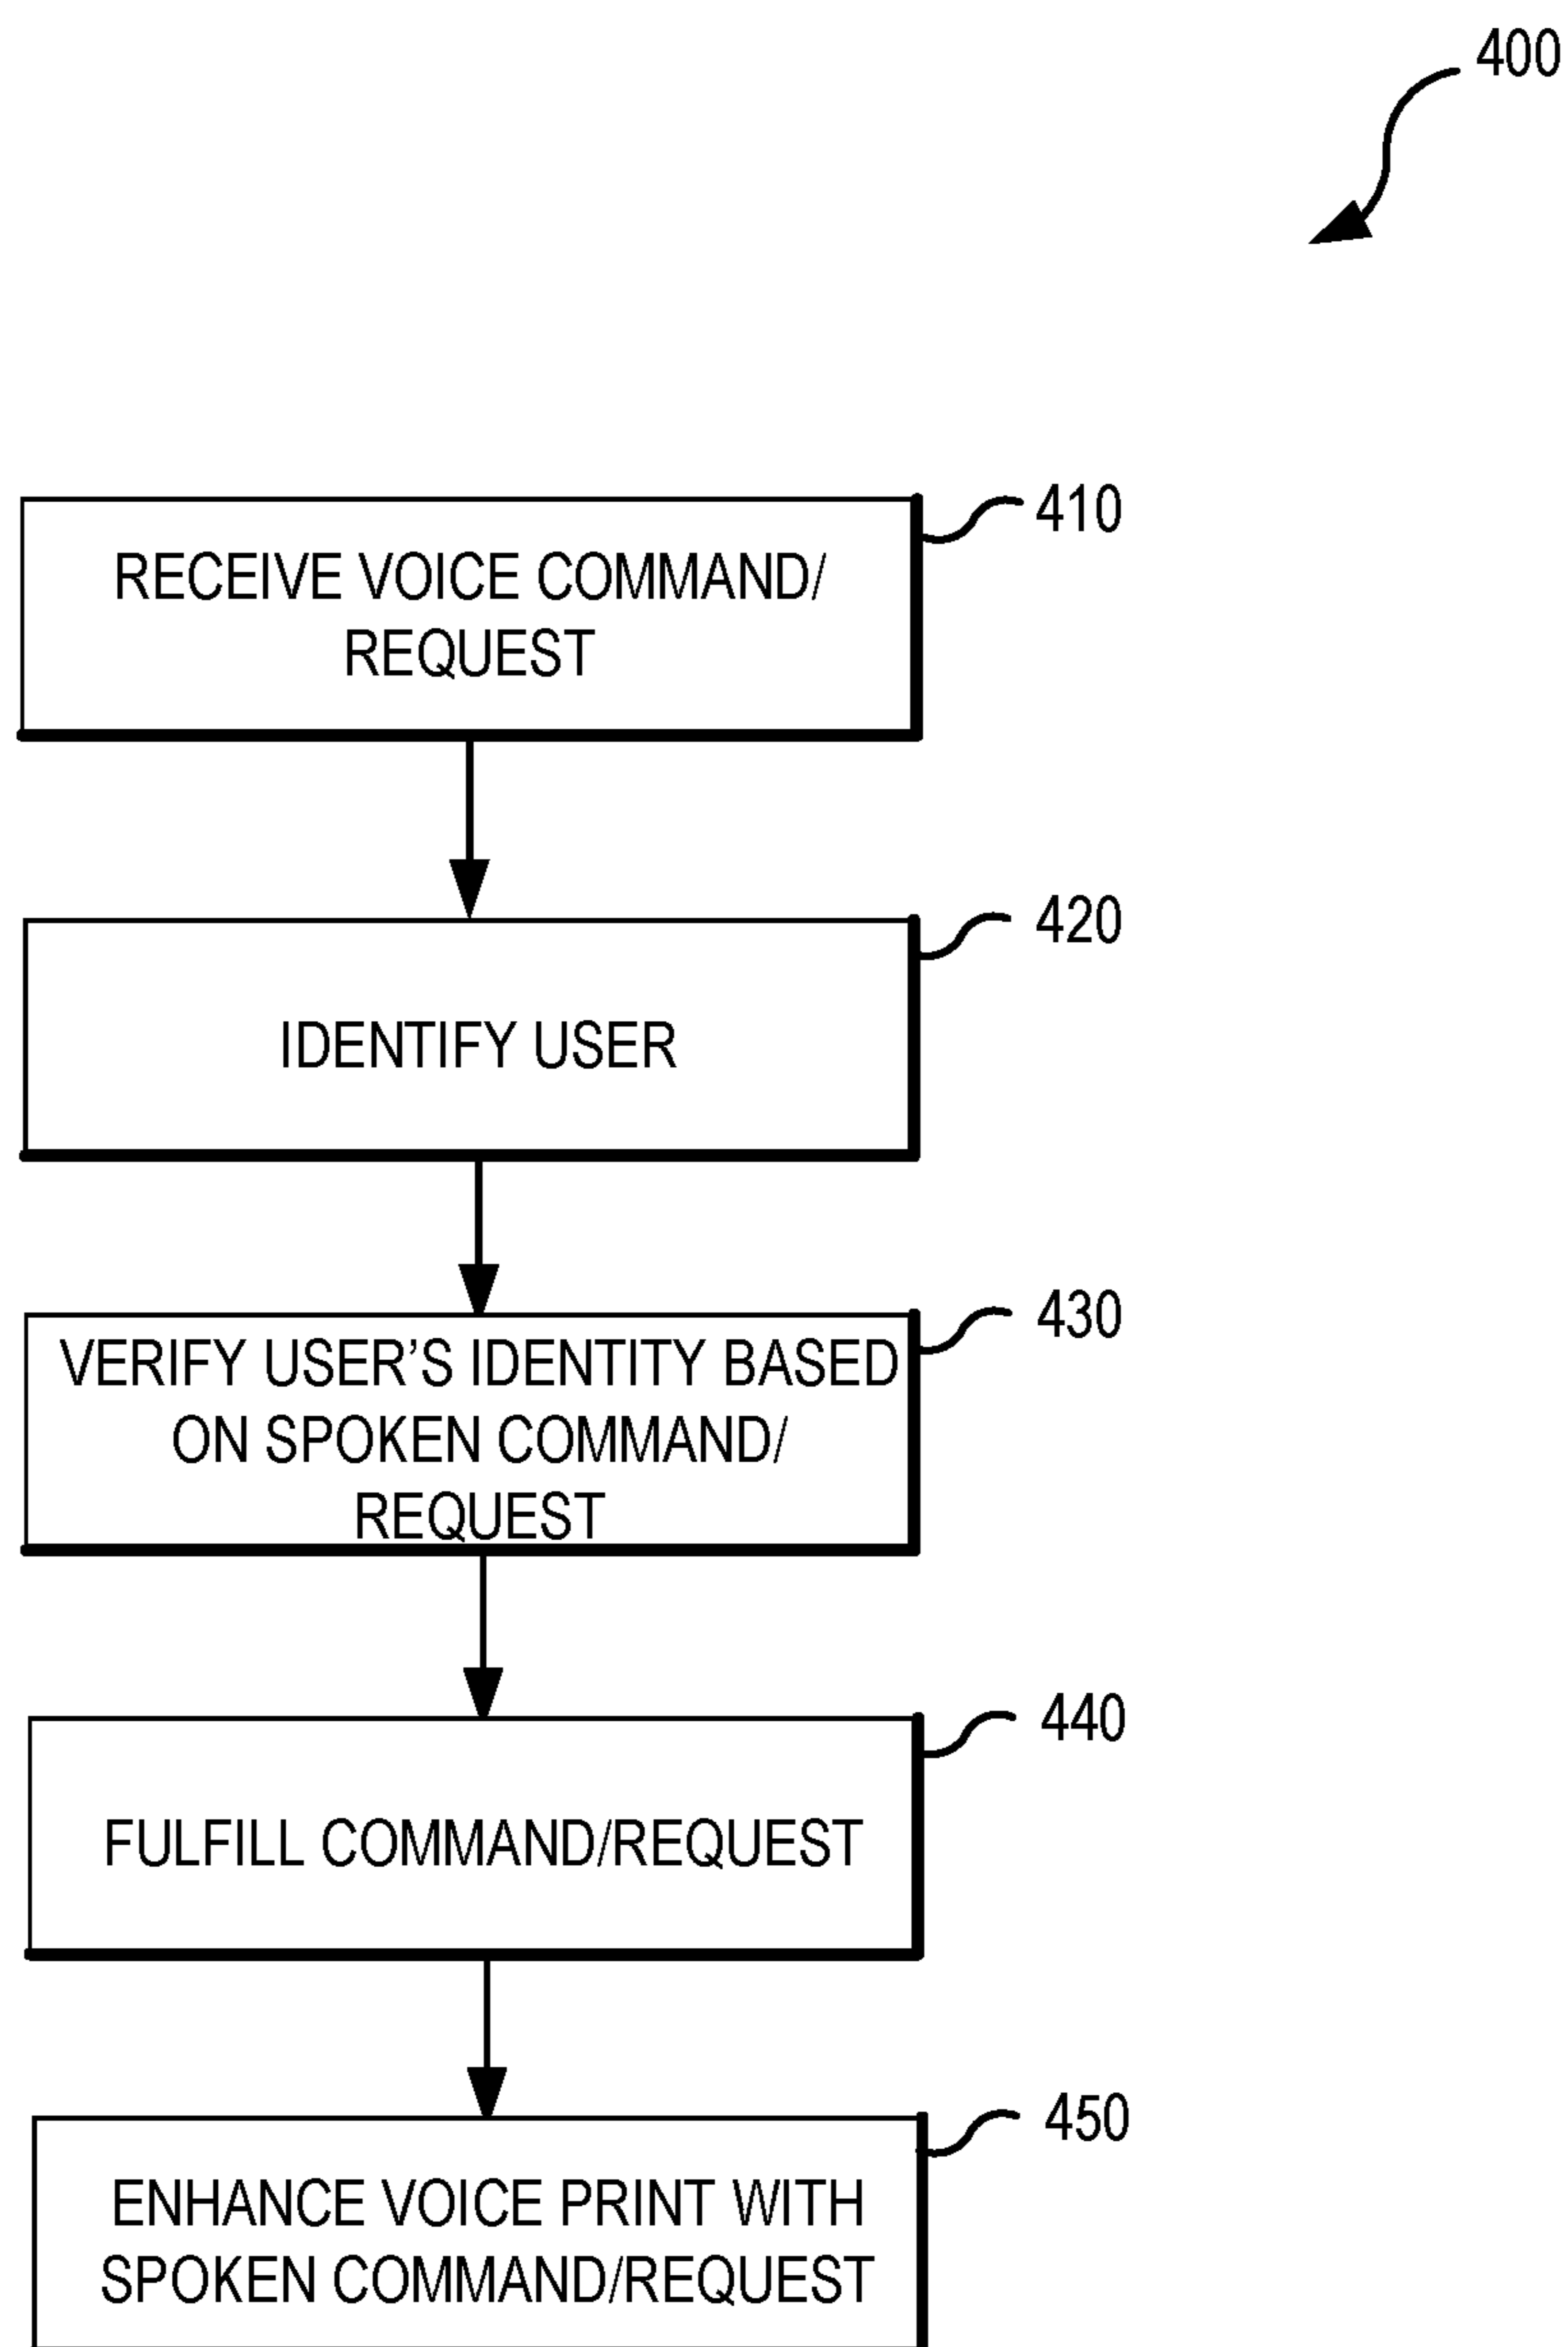 400
410
RECEIVE VOICE COMMAND/
REQUEST
420
IDENTIFY USER
430
VERIFY USER’S IDENTITY BASED
ON SPOKEN COMMAND/
REQUEST
440
FULFILL COMMAND/REQUEST
450
ENHANCE VOICE PRINT WITH
SPOKEN COMMAND/REQUEST